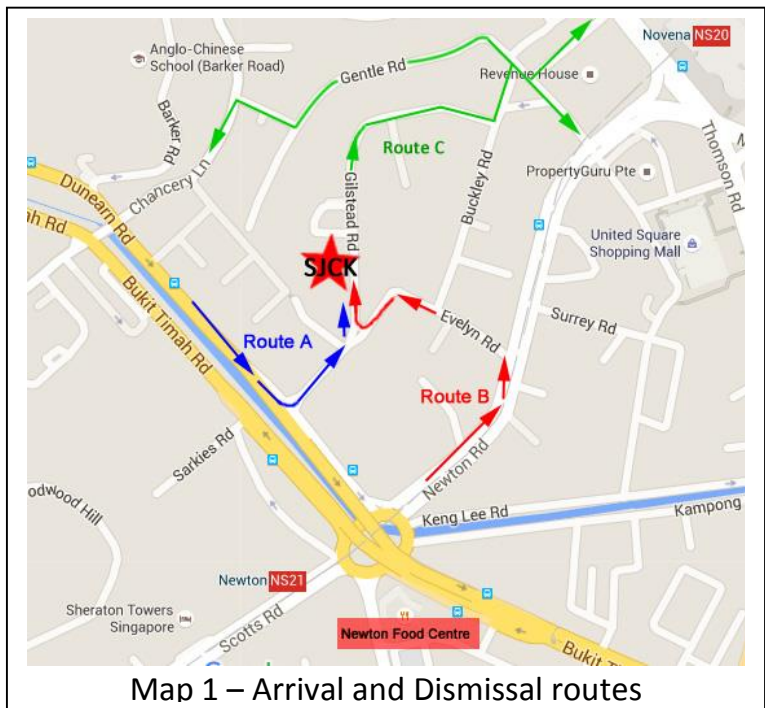 Novena NS20
Anglo-Chinese
School (Barker Road)
Gentle Rd
Revenue House
Barker Rd
Route C
Buckley Rd
Thomson Rd
Chancery Ln
Gilstead Rd
PropertyGuru Pte
Dunearn Rd
United Square
Shopping Mall
ah Rd
SJCK
Bukit Timah Rd
Evelyn Rd
Surrey Rd
Route A
Route B
Sarkies Rd
Newton Rd
odwood Hill
Keng Lee Rd
Kampong
Newton NS21
Sheraton Towers
Singapore
Scotts Rd
Newton Food Centre
Bukit
Map 1 – Arrival and Dismissal routes